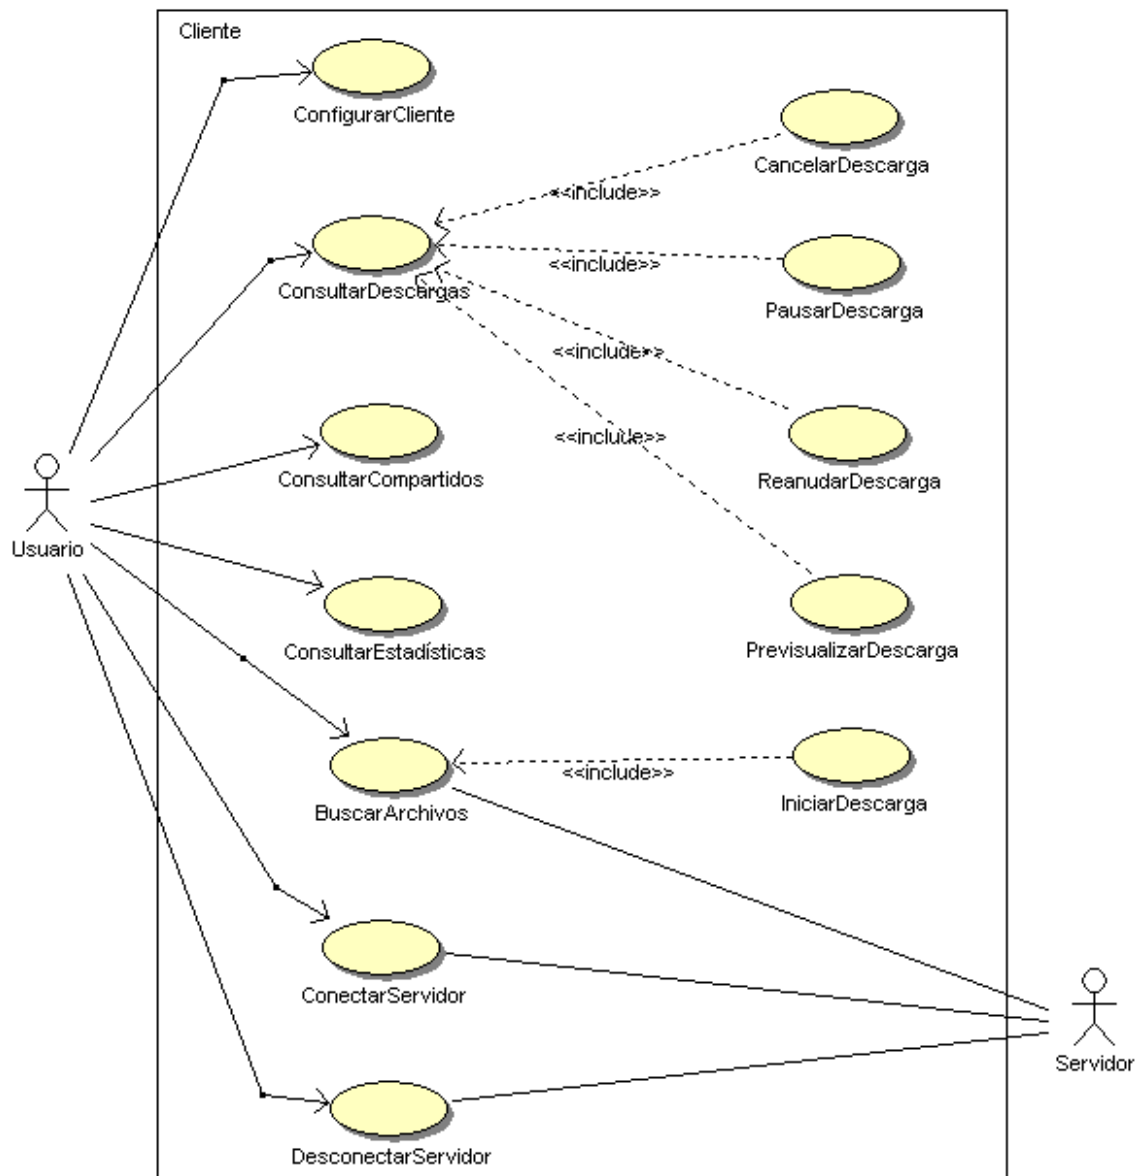 Cliente
ConfigurarCliente
CancelarDescarga
<<include>>
ConsultarDescargas
<<include>>
PausarDescarga
<<include>>
ConsultarCompartidos
<<include>>
ReanudarDescarga
Usuario
ConsultarEstadísticas
PrevisualizarDescarga
<<include>>
BuscarArchivos
IniciarDescarga
ConectarServidor
Servidor
DesconectarServidor